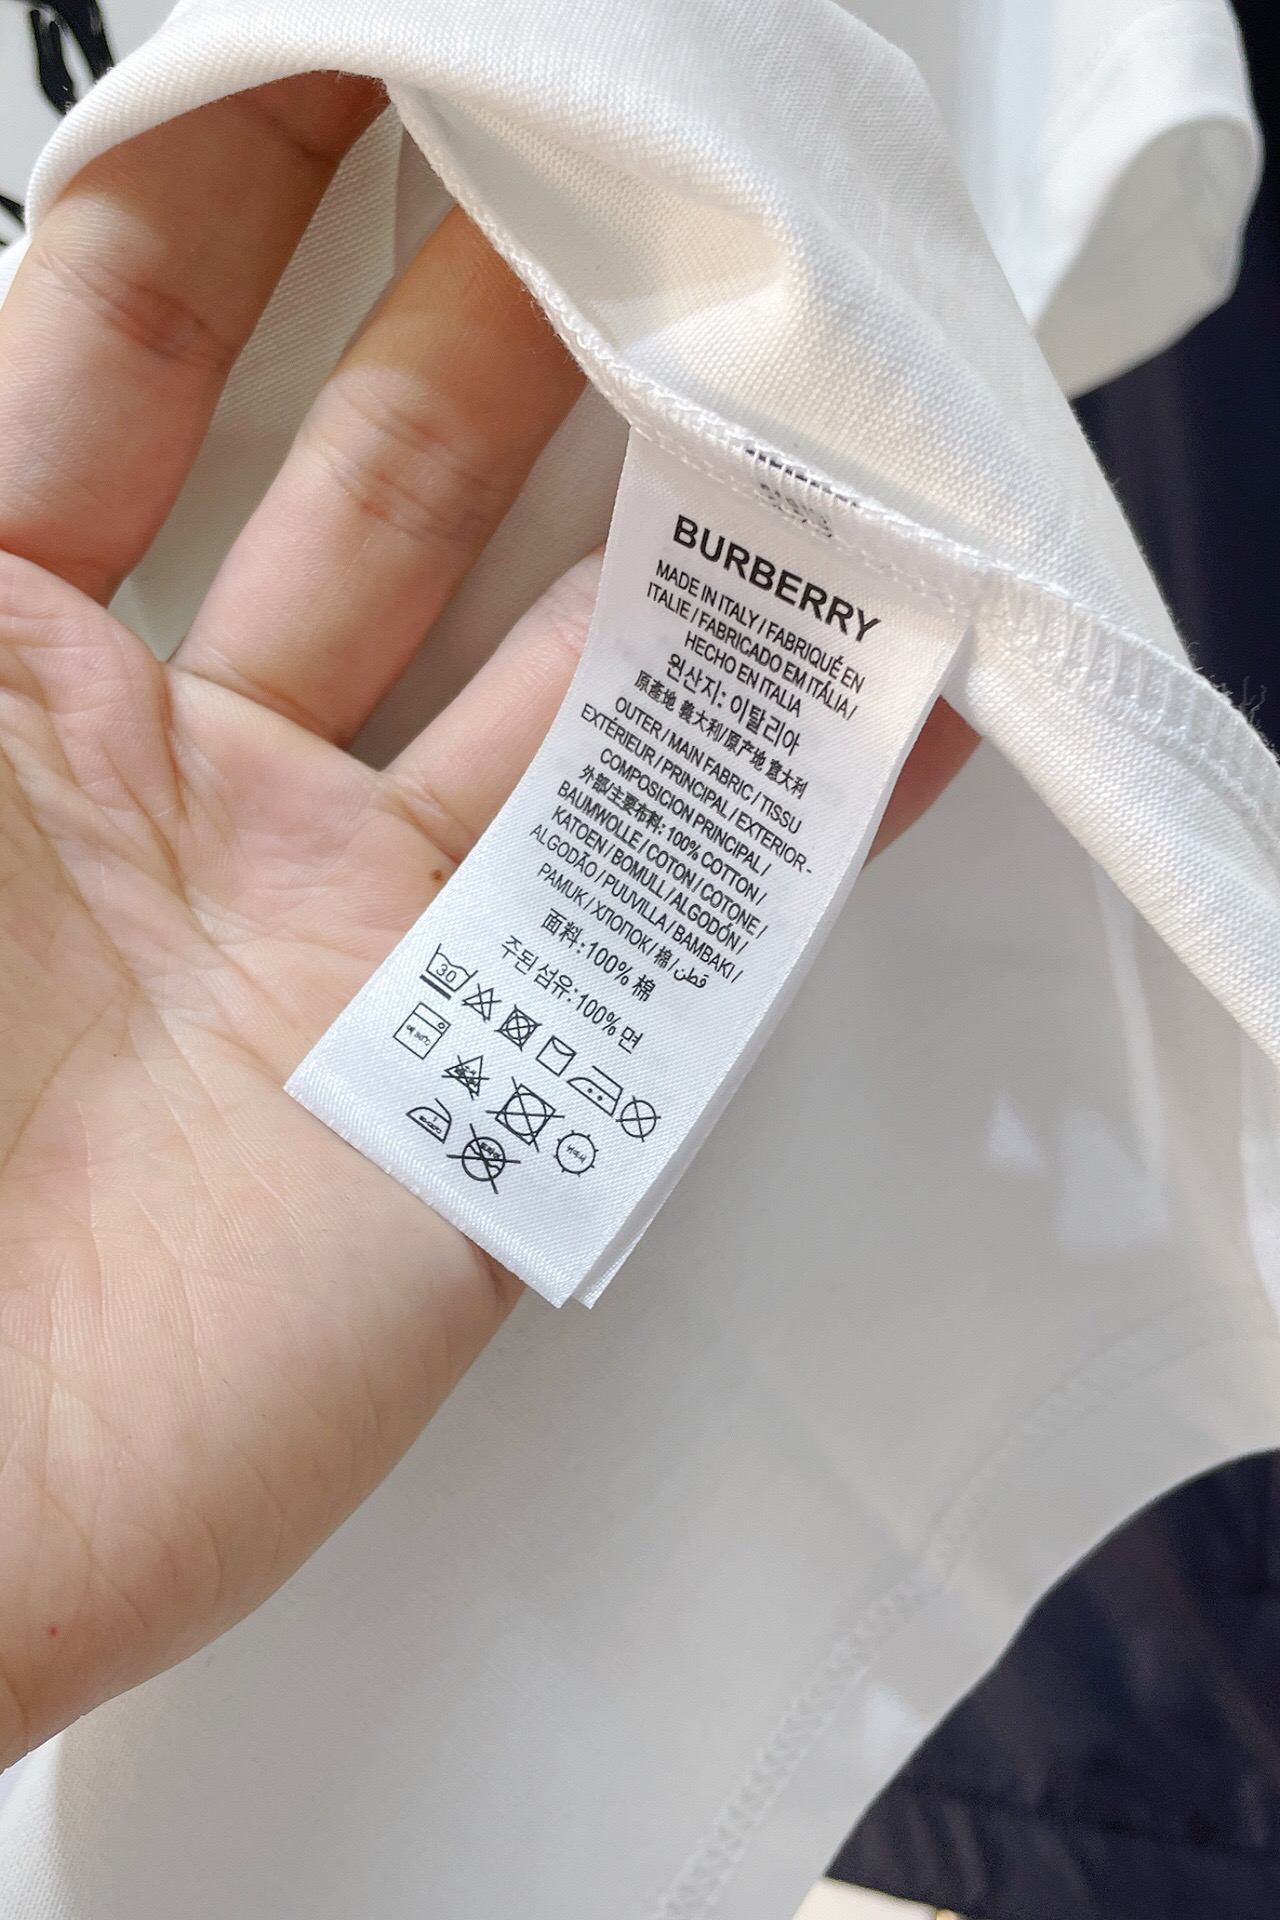 BURBERRY
MADE IN ITALY / FABRIQUÉ EN
ITALIE / FABRICADO EM ITÁLIA /
HECHO EN ITALIA
원산지: 이탈리아
原產地 義大利/原产地 意大利
OUTER / MAIN FABRIC / TISSU
EXTÉRIEUR / PRINCIPAL / EXTERIOR-
COMPOSICION PRINCIPAL /
外部/主要布料: 100% COTTON /
BAUMWOLLE / COTON / COTONE /
KATOEN / BOMULL / ALGODÓN /
ALGODÃO / PUUVILLA / BAMBAKI /
PAMUK / ХЛОПОК / 棉 / قطن
面料:100% 棉
주된 섬유:100% 면
30